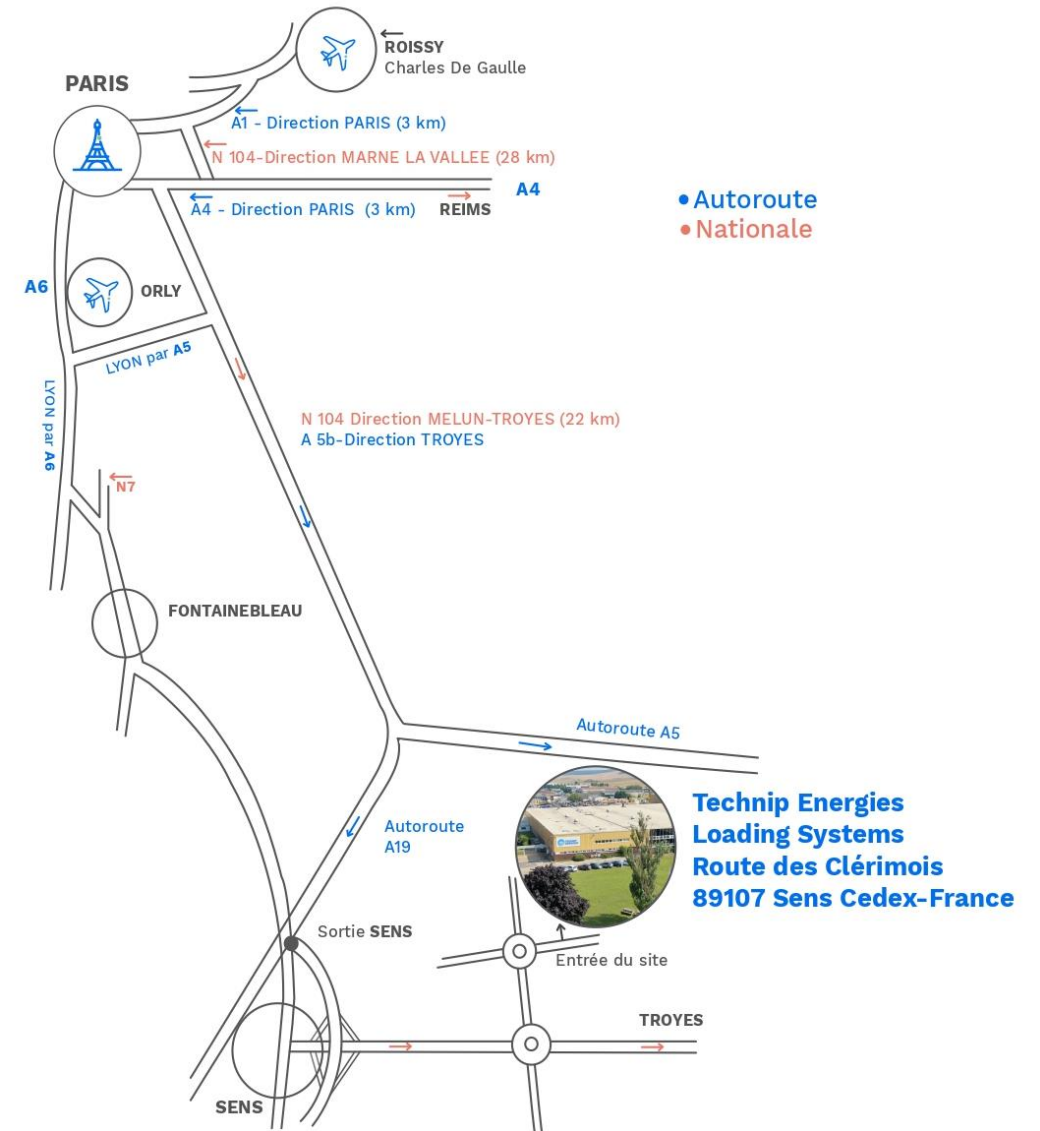 ROISSY
Charles De Gaulle
PARIS
A1 - Direction PARIS (3 km)
N 104-Direction MARNE LA VALLEE (28 km)
A4
A4 - Direction PARIS (3 km)
REIMS
• Autoroute
• Nationale
A6
ORLY
LYON par A5
LYON par A6
N 104 Direction MELUN-TROYES (22 km)
A 5b-Direction TROYES
N7
FONTAINEBLEAU
Autoroute A5
Technip Energies
Loading Systems
Route des Clérimois
89107 Sens Cedex-France
Autoroute
A19
Sortie SENS
Entrée du site
TROYES
SENS